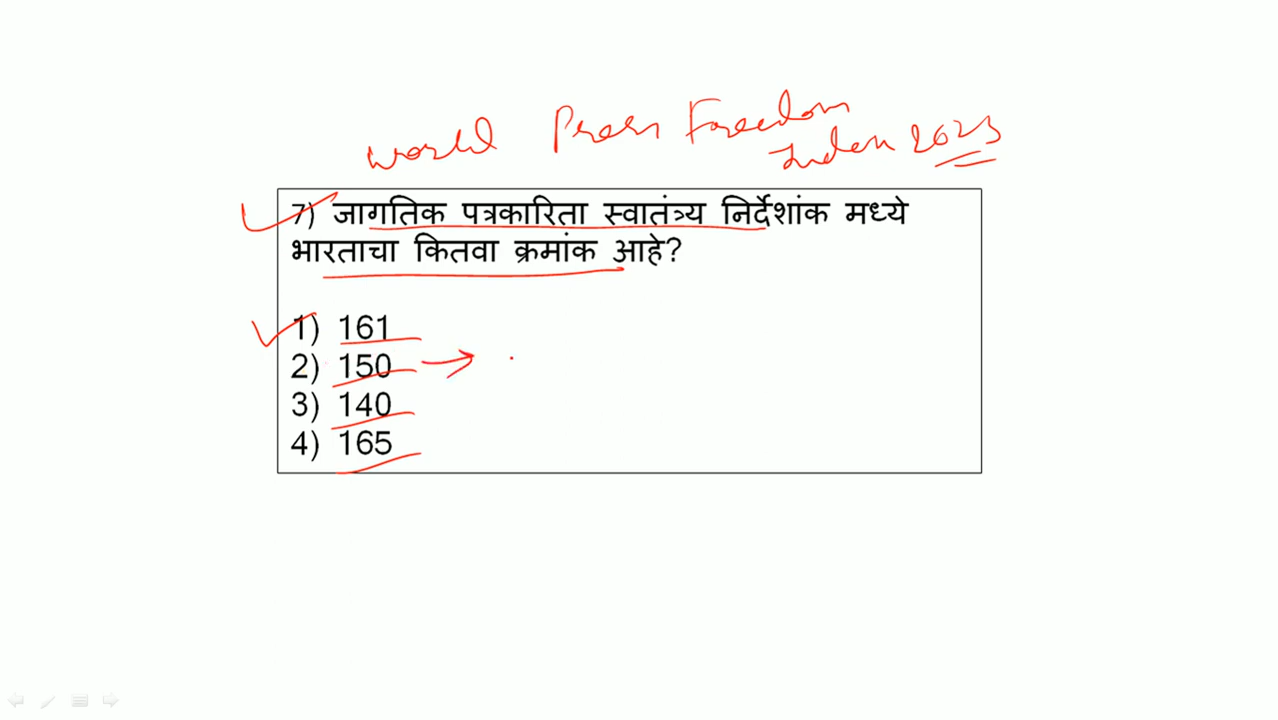 World Press Freedom
Index 2023
7) जागतिक पत्रकारिता स्वातंत्र्य निर्देशांक मध्ये
भारताचा कितवा क्रमांक आहे?
1) 161
2) 150
3) 140
4) 165